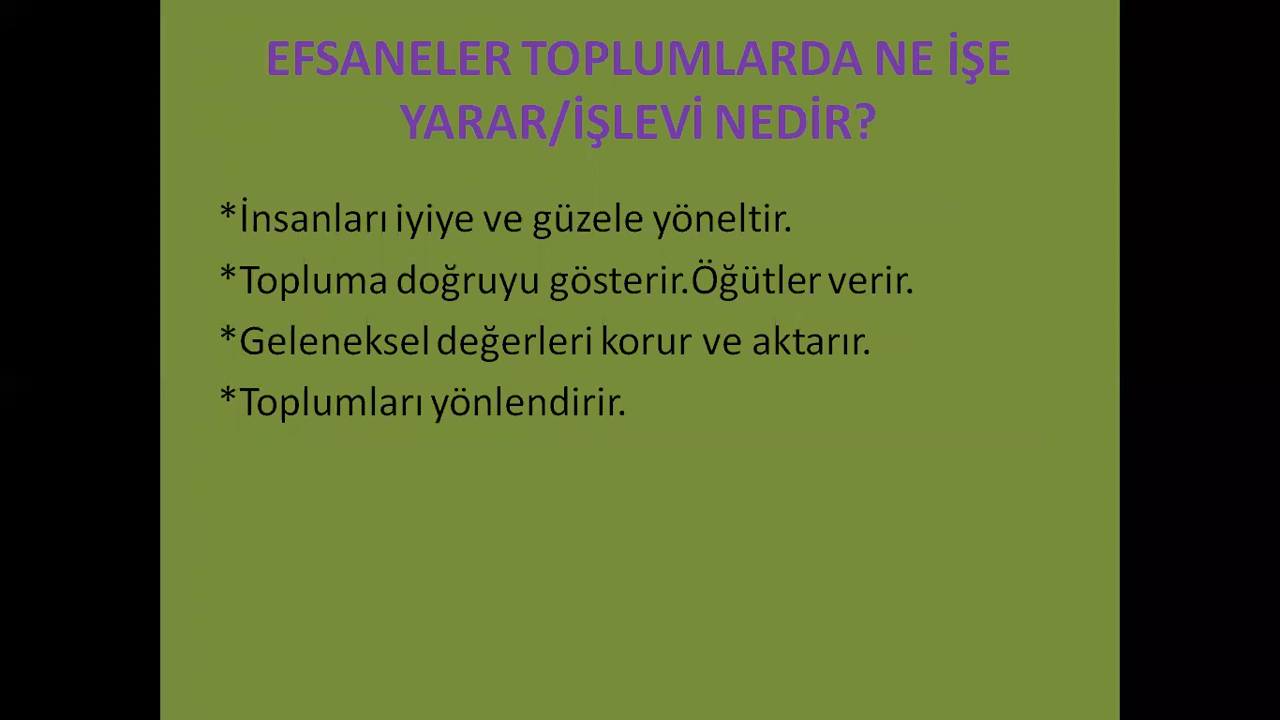 EFSANELER TOPLUMLARDA NE İŞE
YARAR/İŞLEVİ NEDİR?
*İnsanları iyiye ve güzele yöneltir.
*Topluma doğruyu gösterir.Öğütler verir.
*Geleneksel değerleri korur ve aktarır.
*Toplumları yönlendirir.